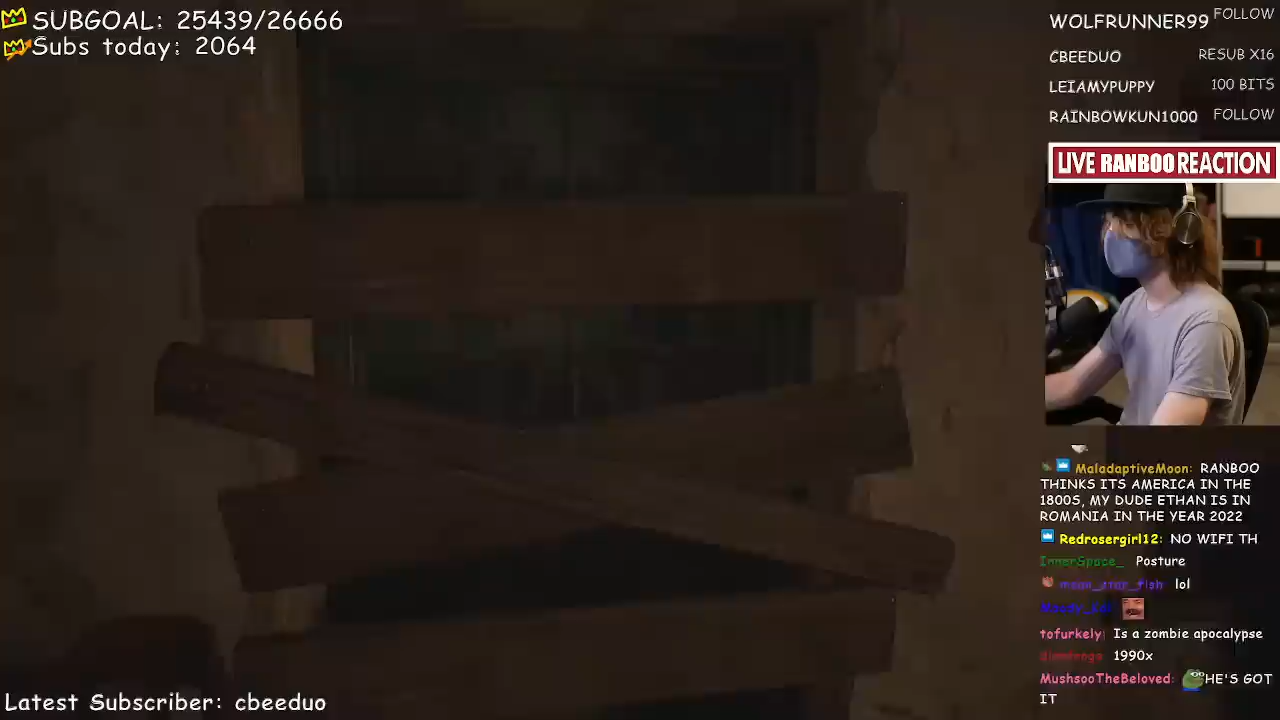 SUBGOAL: 25439/26666
Subs today: 2064
WOLFRUNNER99 FOLLOW
CBEEDUO RESUB X16
LEIAMYPUPPY 100 BITS
RAINBOWKUN1000 FOLLOW
LIVE RANBOO REACTION
MaladaptiveMoon: RANBOO
THINKS ITS AMERICA IN THE
1800S, MY DUDE ETHAN IS IN
ROMANIA IN THE YEAR 2022
Redrosergirl12: NO WIFI TH
InnerSpace_ Posture
mean_star_fish lol
tofurkely: Is a zombie apocalypse
1990x
MushsooTheBeloved: HE'S GOT
IT
Latest Subscriber: cbeeduo